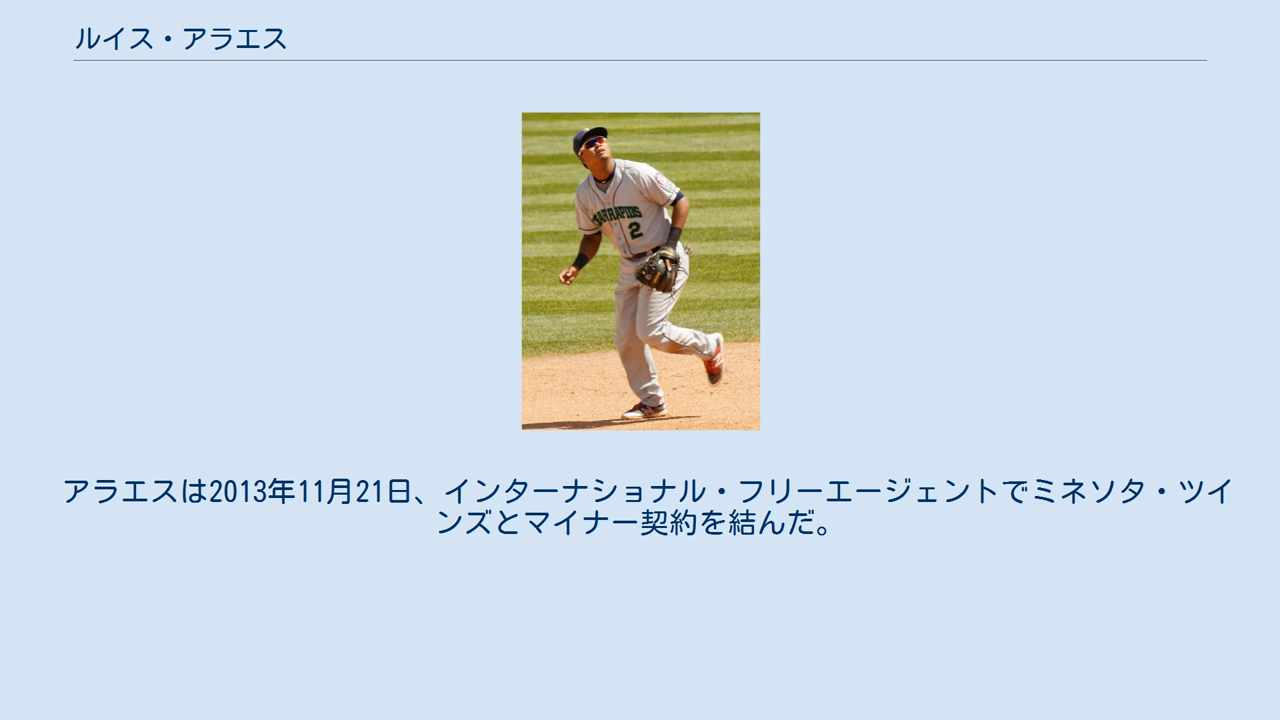 ルイス・アラエス
2
アラエスは2013年11月21日、インターナショナル・フリーエージェントでミネソタ・ツイ
ンズとマイナー契約を結んだ。